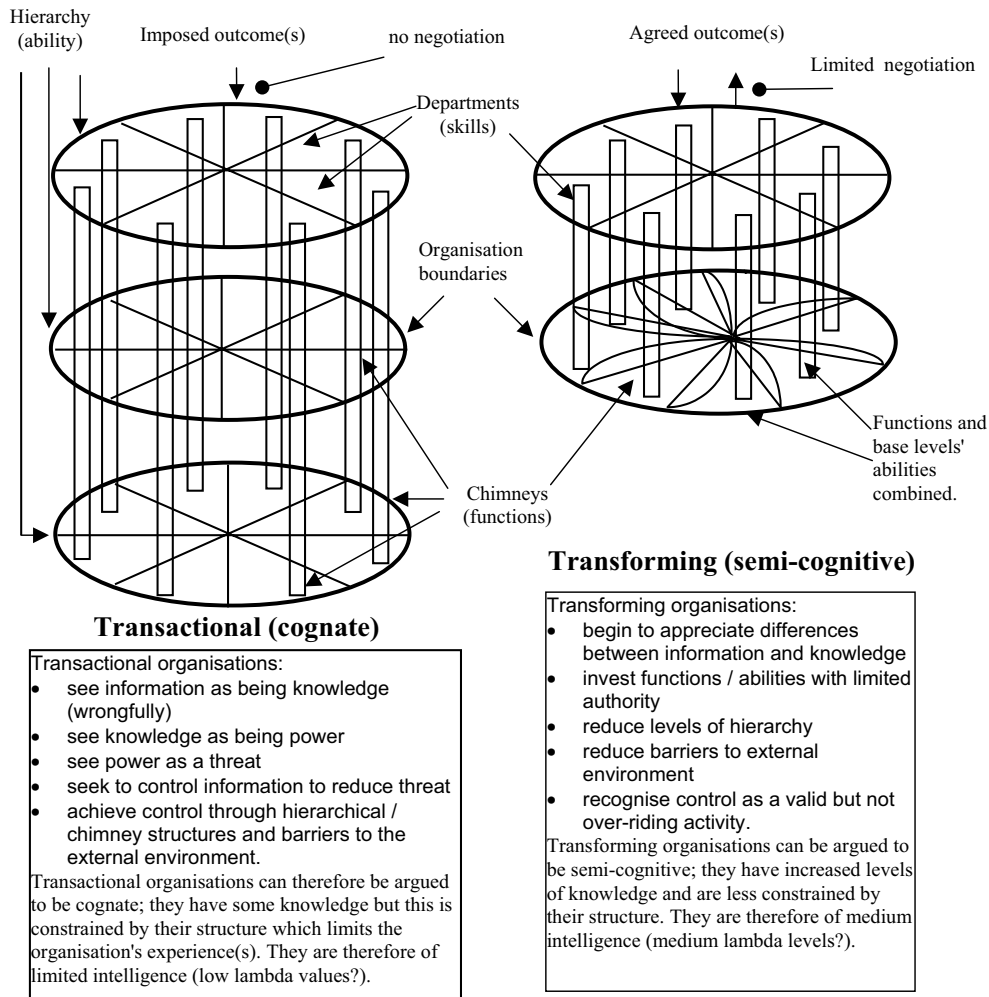 Hierarchy
(ability)
Imposed outcome(s)
no negotiation
Agreed outcome(s)
Limited negotiation
Departments
(skills)
Organisation
boundaries
Chimneys
(functions)
Functions and
base levels'
abilities
combined.
Transactional (cognate)
Transactional organisations:
• see information as being knowledge
(wrongfully)
• see knowledge as being power
• see power as a threat
• seek to control information to reduce threat
• achieve control through hierarchical /
chimney structures and barriers to the
external environment.
Transactional organisations can therefore be argued
to be cognate; they have some knowledge but this is
constrained by their structure which limits the
organisation's experience(s). They are therefore of
limited intelligence (low lambda values?).
Transforming (semi-cognitive)
Transforming organisations:
• begin to appreciate differences
between information and knowledge
• invest functions / abilities with limited
authority
• reduce levels of hierarchy
• reduce barriers to external
environment
• recognise control as a valid but not
over-riding activity.
Transforming organisations can be argued to
be semi-cognitive; they have increased levels
of knowledge and are less constrained by
their structure. They are therefore of medium
intelligence (medium lambda levels?).